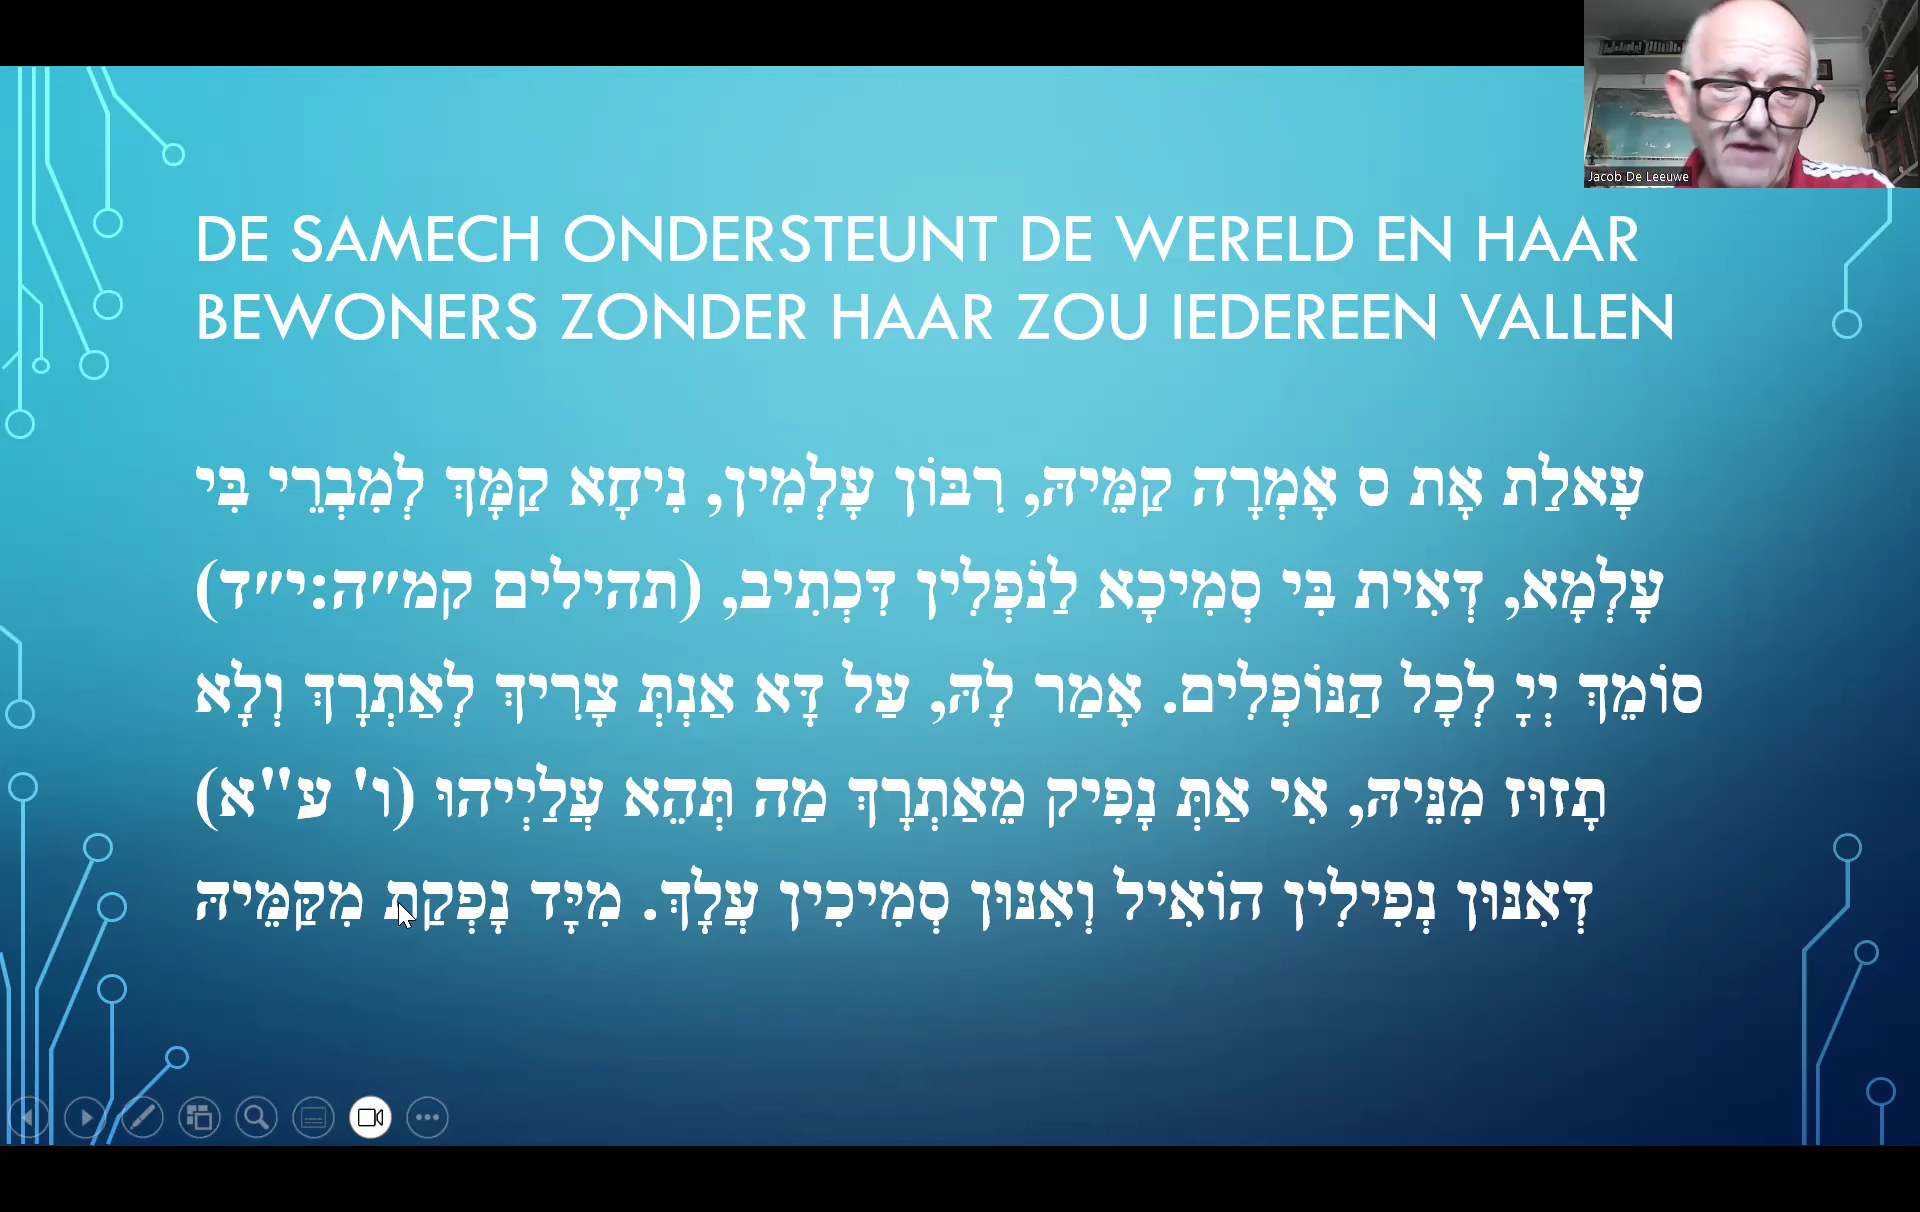 Jacob De Leeuwe
DE SAMECH ONDERSTEUNT DE WERELD EN HAAR
BEWONERS ZONDER HAAR ZOU IEDEREEN VALLEN
עָאלַת אָת ס אָמְרָה קַמֵּיהּ, רִבּוֹן עָלְמִין, נִיחָא קַמָּךְ לְמִבְרֵי בִּי
עָלְמָא, דְּאִית בִּי סְמִיכָא לַנֹפְלִין דִּכְתִיב, (תהילים קמ״ה:י״ד)
סוֹמֵךְ יְיָ לְכָל הַנּוֹפְלִים. אָמַר לָהּ, עַל דָּא אַנְתְּ צָרִיךְ לְאַתְרָךְ וְלָא
תָזוּז מִנֵּיהּ, אִי אַתְּ נָפִיק מֵאַתְרָךְ מַה תְּהֵא עֲלַיְיהוּ (ו' ע"א)
דְּאִנּוּן נְפִילִין הוֹאִיל וְאִנּוּן סְמִיכִין עֲלָךְ. מִיָּד נָפְקַת מִקַּמֵּיהּ